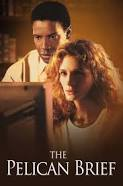 THE
PELICAN BRIEF